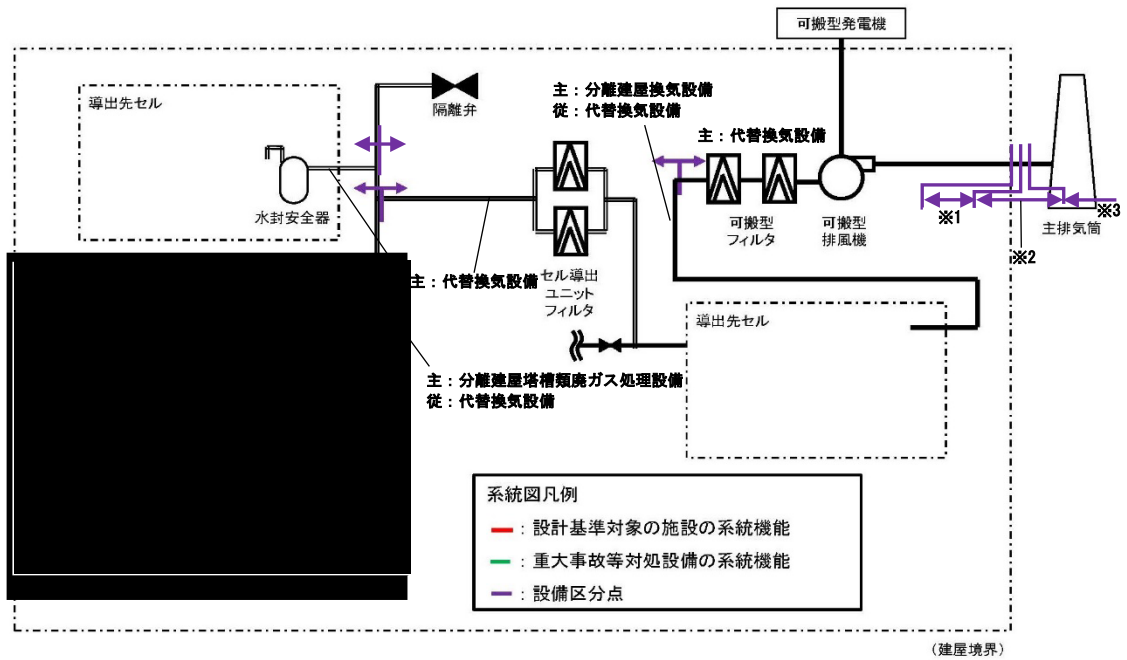 可搬型発電機
導出先セル
隔離弁
水封安全器
主：分離建屋換気設備
従：代替換気設備
主：代替換気設備
可搬型
フィルタ
可搬型
排風機
※1
※2
※3
主排気筒
主：代替換気設備
セル導出
ユニット
フィルタ
導出先セル
主：分離建屋塔槽類廃ガス処理設備
従：代替換気設備
系統図凡例
：設計基準対象の施設の系統機能
：重大事故等対処設備の系統機能
：設備区分点
（建屋境界）